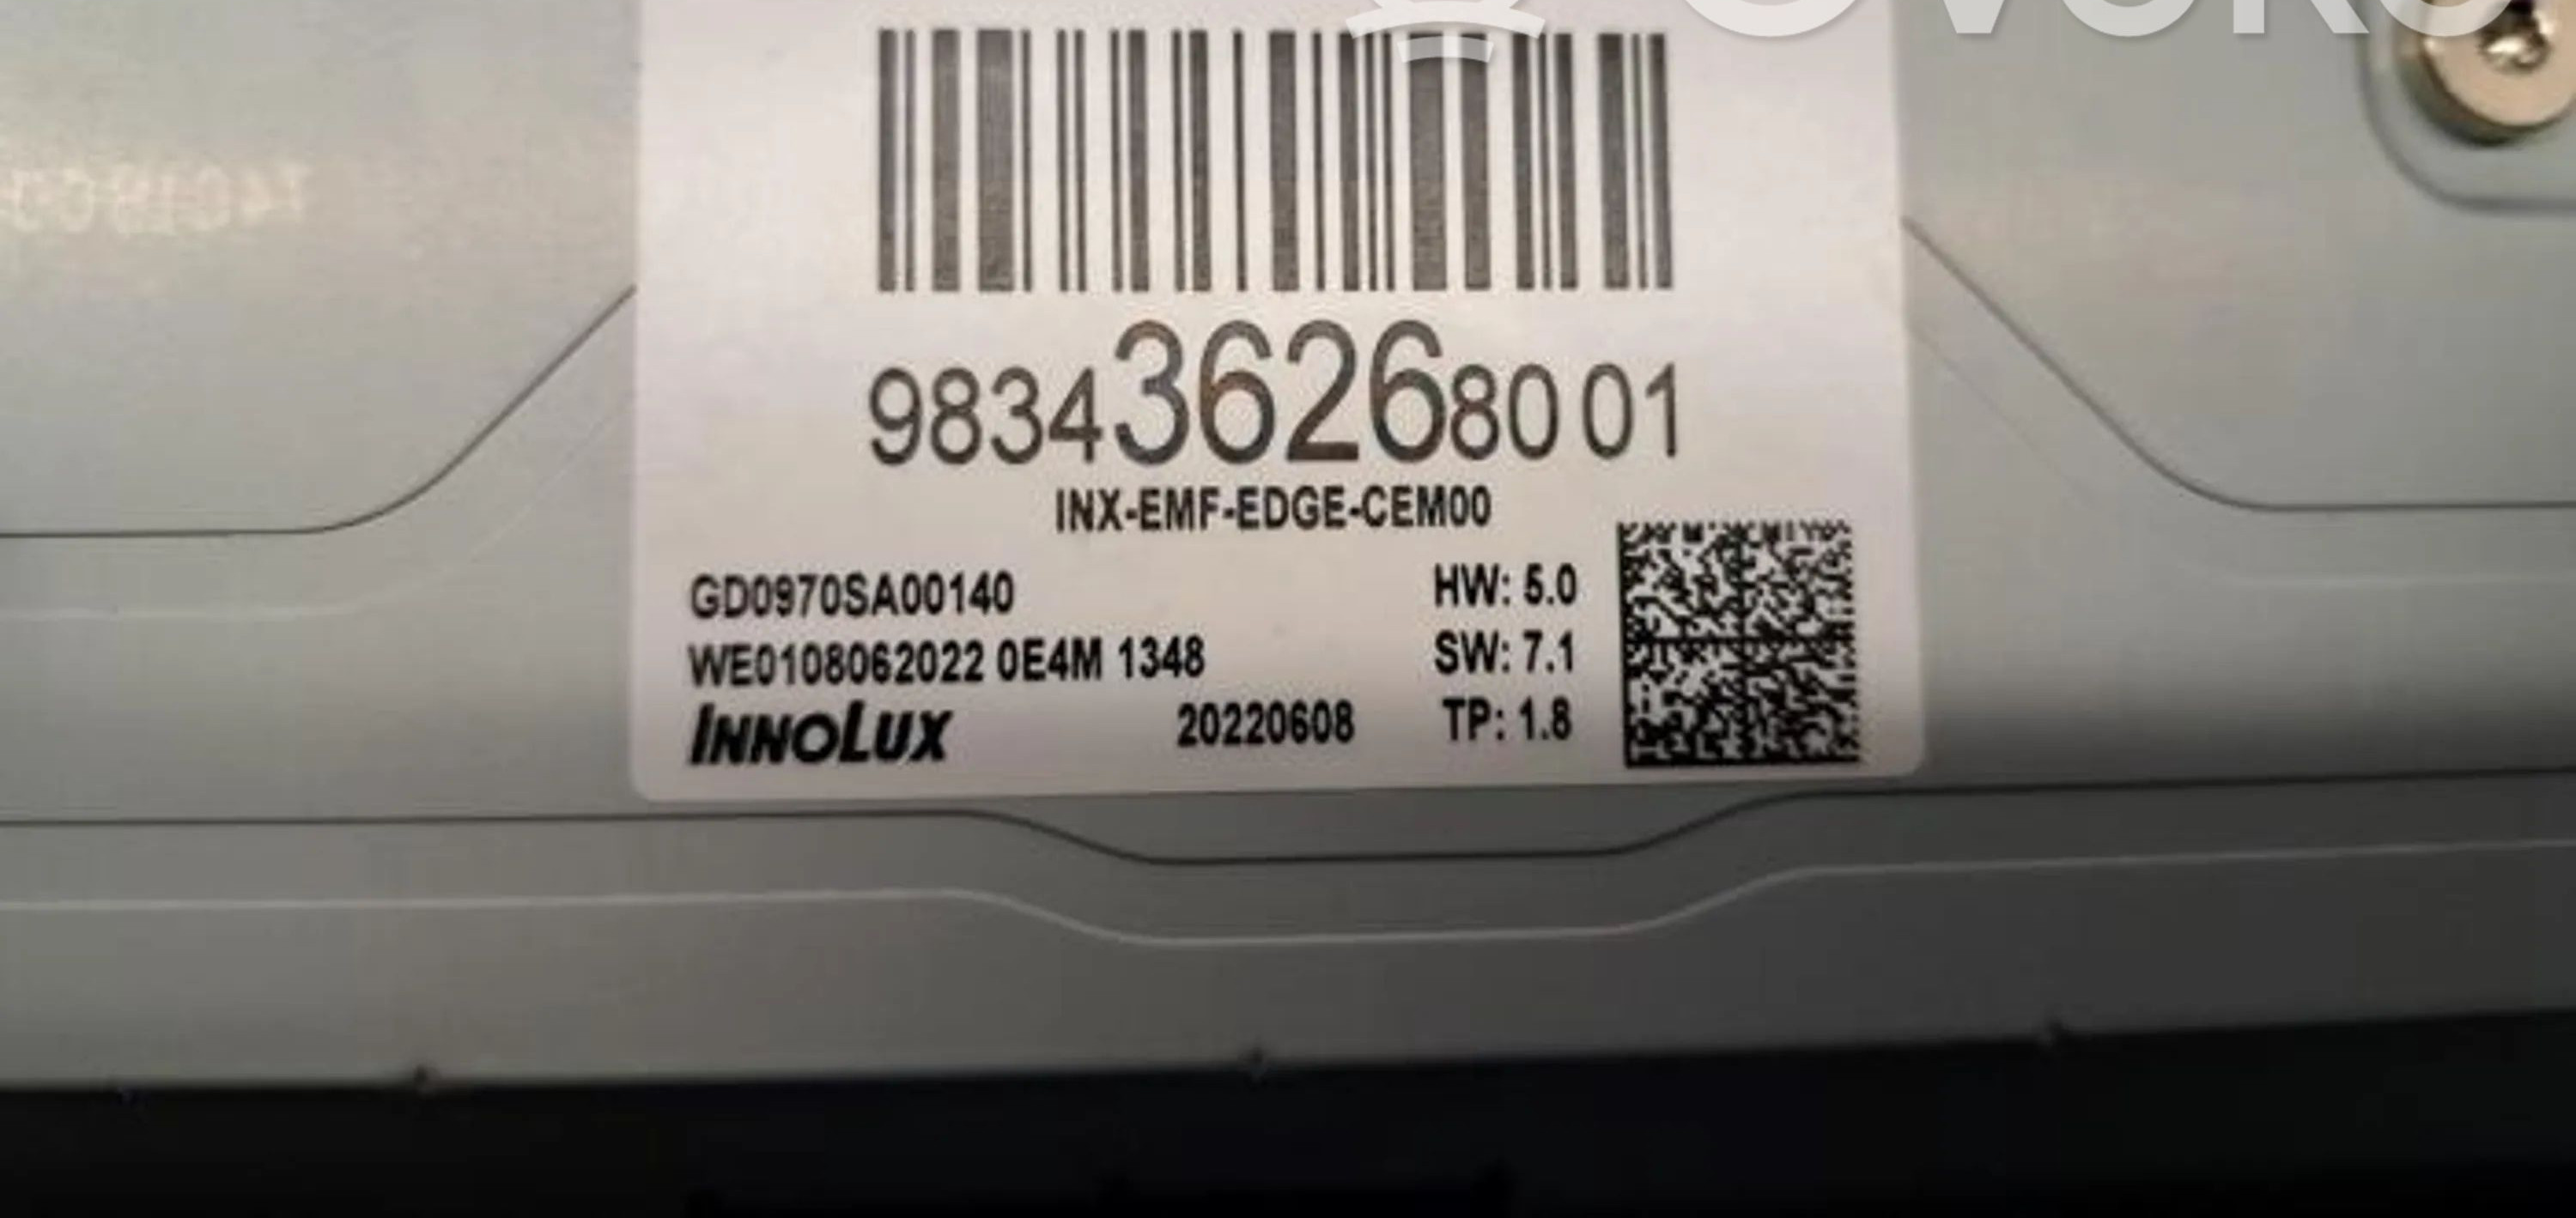 9834362680 01
INX-EMF-EDGE-CEM00
GD0970SA00140 HW: 5.0
WE0108062022 0E4M 1348 SW: 7.1
INNOLUX 20220608 TP: 1.8